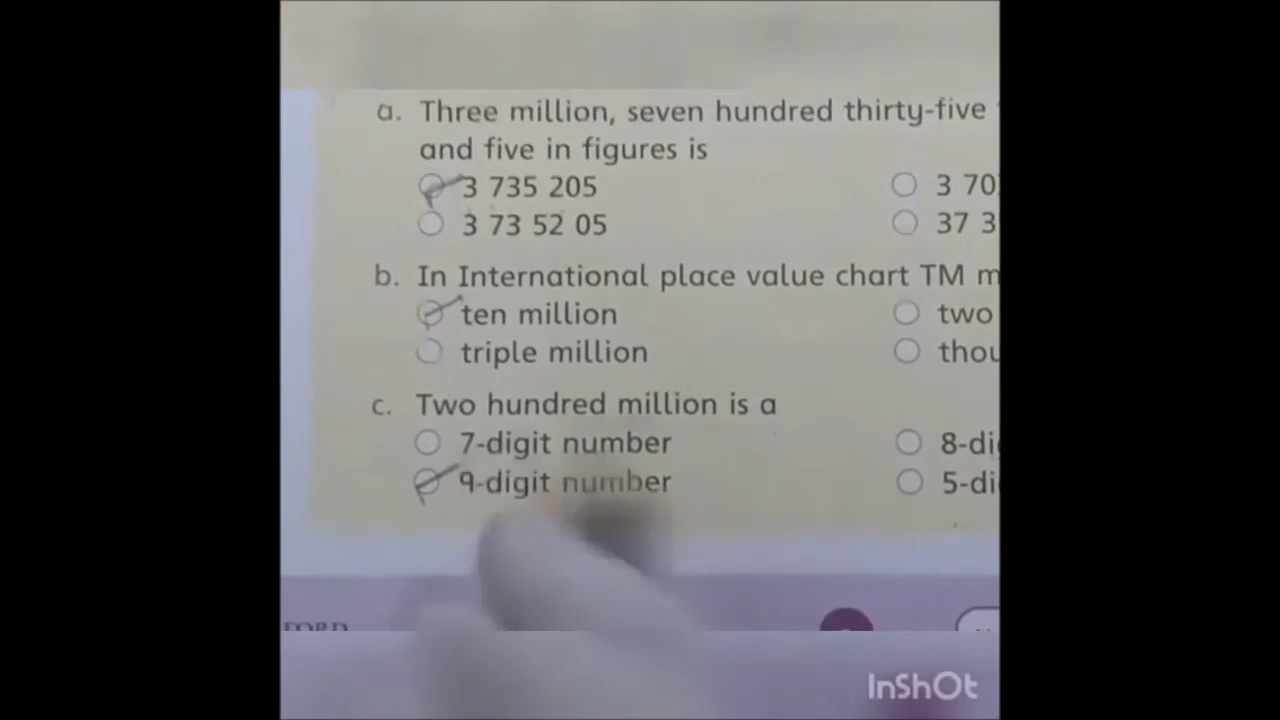 a. Three million, seven hundred thirty-five
and five in figures is
3 735 205 3 70
3 73 52 05 37 3
b. In International place value chart TM m
ten million two
triple million thou
c. Two hundred million is a
7-digit number 8-di
9-digit number 5-di
FORD
InShOt